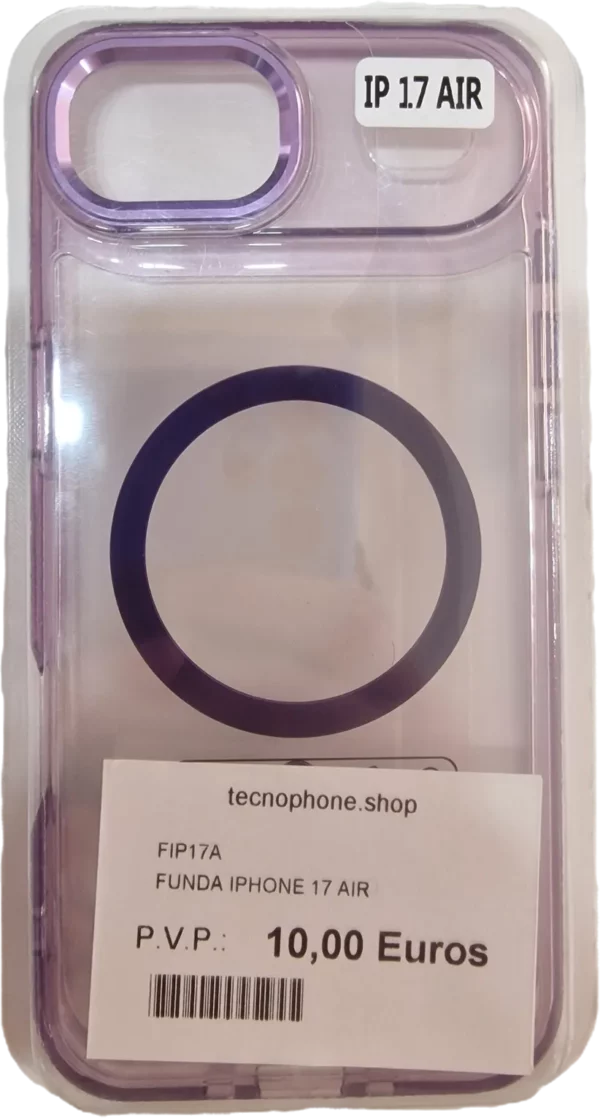 IP 17 AIR
tecnophone.shop
FIP17A
FUNDA IPHONE 17 AIR
P.V.P.: 10,00 Euros